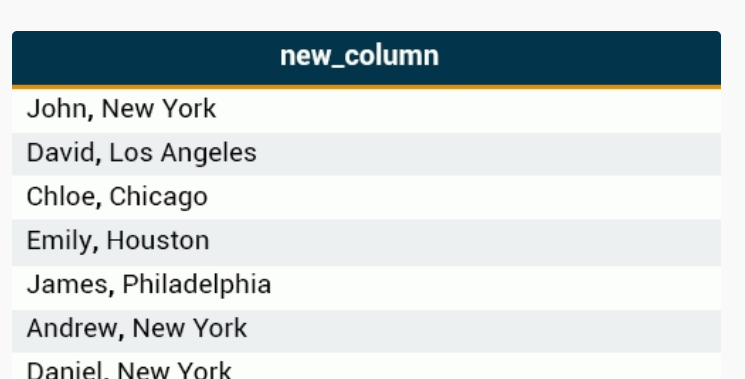 new_column
John, New York
David, Los Angeles
Chloe, Chicago
Emily, Houston
James, Philadelphia
Andrew, New York
Daniel, New York